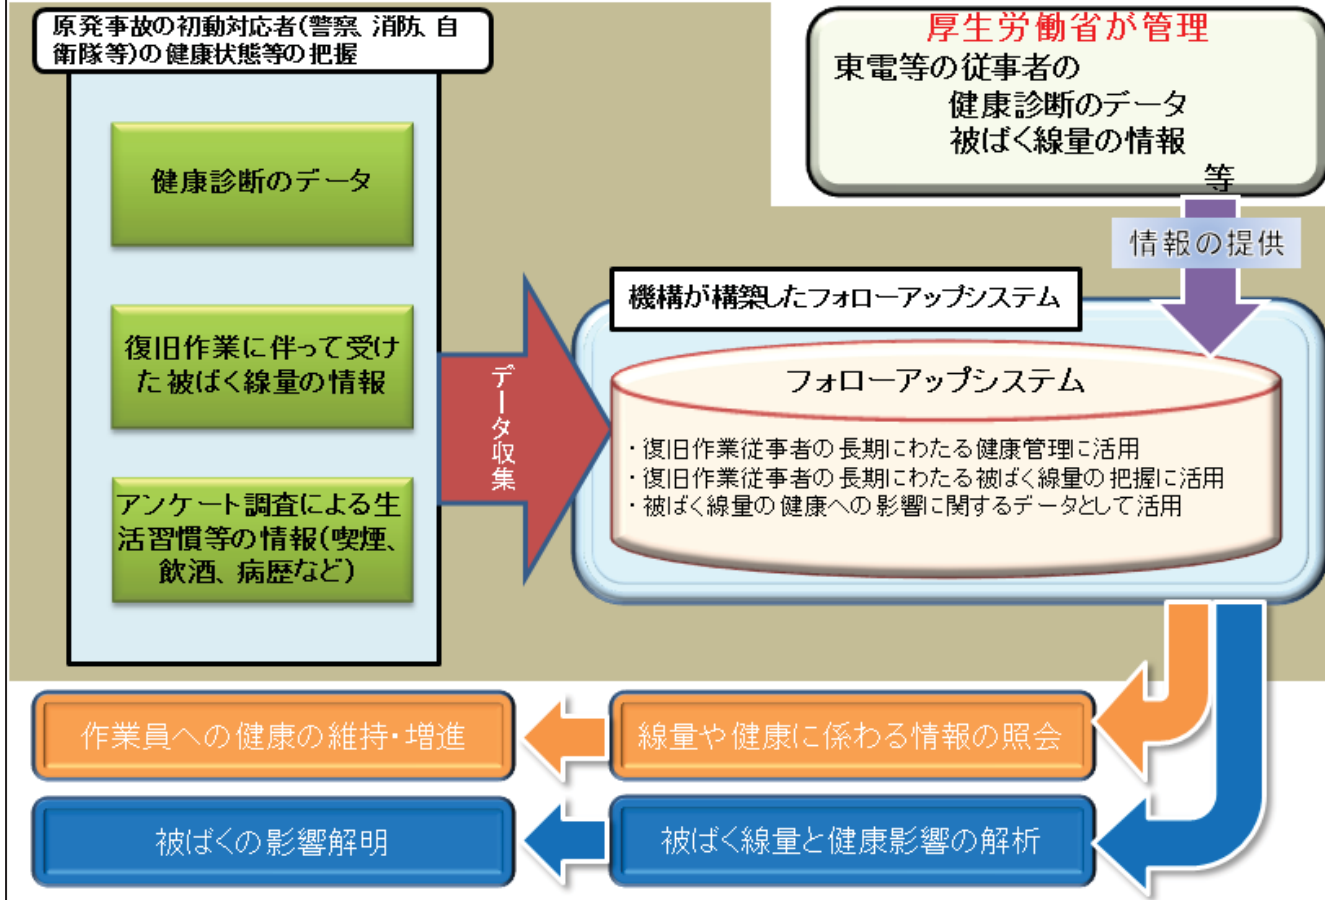 原発事故の初動対応者(警察、消防、自
衛隊等)の健康状態等の把握
健康診断のデータ
復旧作業に伴って受け
た被ばく線量の情報
アンケート調査による生
活習慣等の情報(喫煙、
飲酒、病歴など)
データ収集
厚生労働省が管理
東電等の従事者の
健康診断のデータ
被ばく線量の情報
等
情報の提供
機構が構築したフォローアップシステム
フォローアップシステム
・復旧作業従事者の長期にわたる健康管理に活用
・復旧作業従事者の長期にわたる被ばく線量の把握に活用
・被ばく線量の健康への影響に関するデータとして活用
作業員への健康の維持・増進
線量や健康に係わる情報の照会
被ばくの影響解明
被ばく線量と健康影響の解析